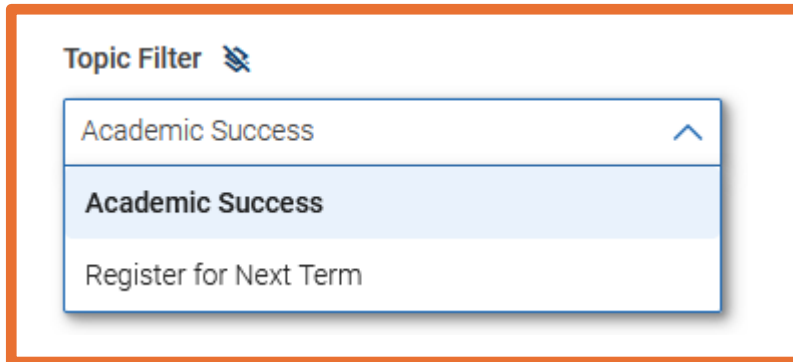 Topic Filter
Academic Success
Academic Success
Register for Next Term